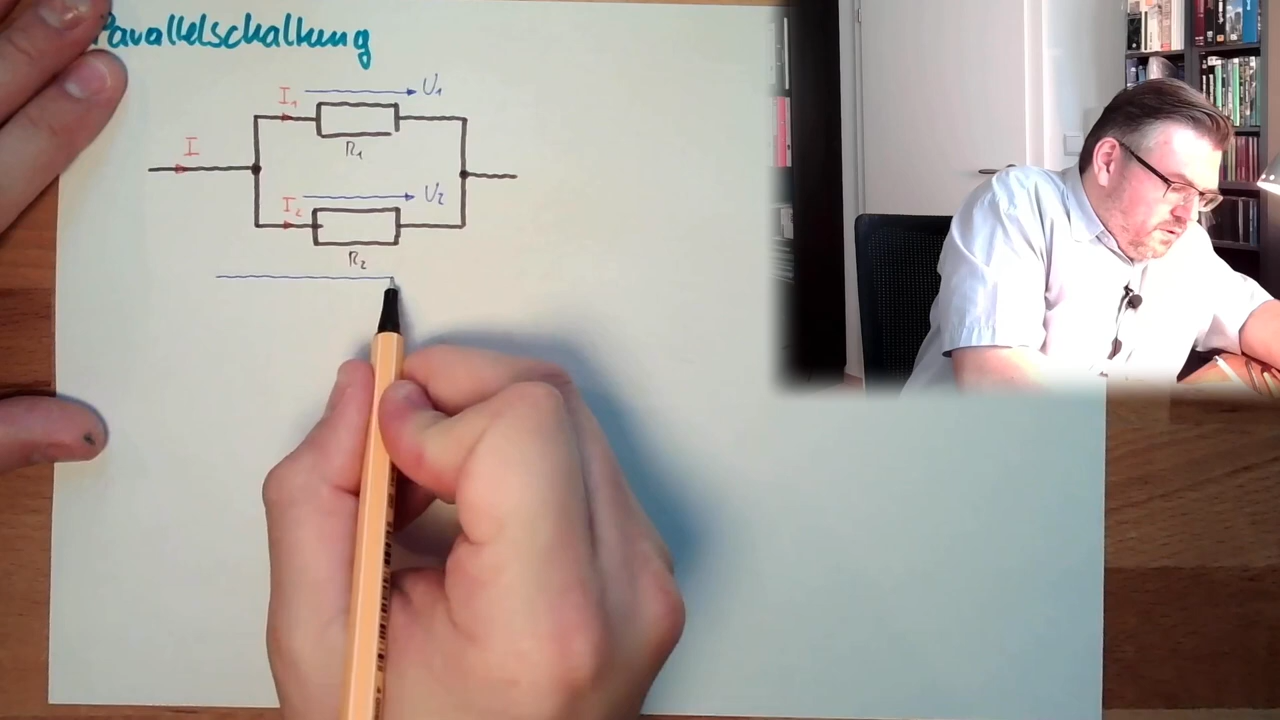 Parallelschaltung
I₁
U₁
I
R₁
I₂
U₂
R₂